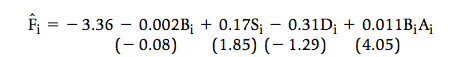 F̂ᵢ = − 3.36 − 0.002Bᵢ + 0.17Sᵢ − 0.31Dᵢ + 0.011BᵢAᵢ
(− 0.08) (1.85) (− 1.29) (4.05)